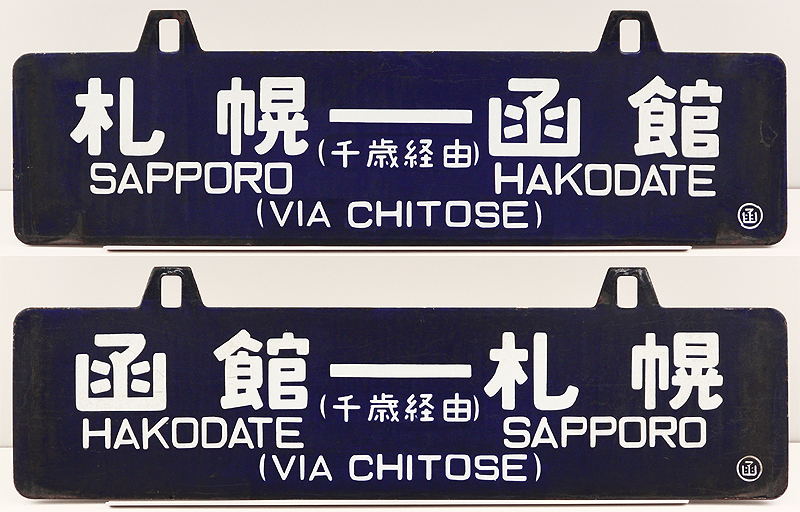 札幌――函館
(千歳経由)
SAPPORO HAKODATE
(VIA CHITOSE)
函
函館――札幌
(千歳経由)
HAKODATE SAPPORO
(VIA CHITOSE)
函